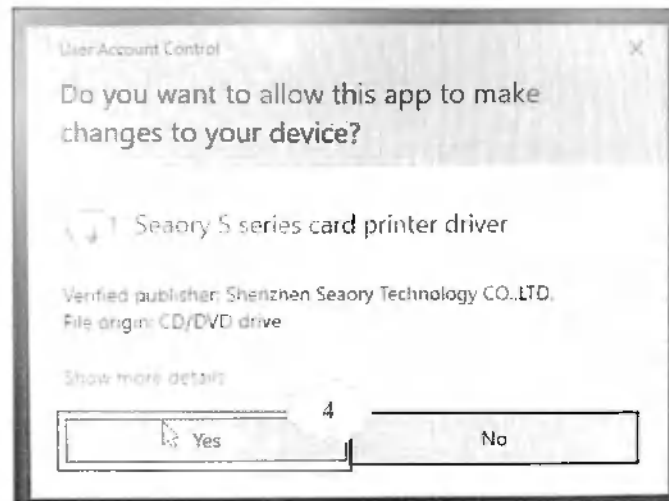 User Account Control
Do you want to allow this app to make
changes to your device?
Seaory S series card printer driver
Verified publisher: Shenzhen Seaory Technology CO.,LTD.
File origin: CD/DVD drive
Show more details
4
Yes
No